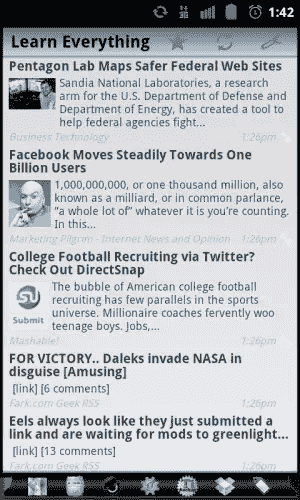 3G
1:42
Learn Everything
Pentagon Lab Maps Safer Federal Web Sites
Sandia National Laboratories, a research
arm for the U.S. Department of Defense and
Department of Energy, has created a tool to
help federal agencies fight...
Business Technology 1:26pm
Facebook Moves Steadily Towards One
Billion Users
1,000,000,000, or one thousand million, also
known as a milliard, or in common parlance,
"a whole lot of" whatever it is you're counting.
In this...
Marketing Pilgrim - Internet News and Opinion 1:26pm
College Football Recruiting via Twitter?
Check Out DirectSnap
The bubble of American college football
recruiting has few parallels in the sports
universe. Millionaire coaches fervently woo
teenage boys. Jobs,...
Submit
Mashable! 1:26pm
FOR VICTORY.. Daleks invade NASA in
disguise [Amusing]
[link] [6 comments]
Fark.com Geek RSS 1:26pm
Eels always look like they just submitted a
link and are waiting for mods to greenlight...
[link] [13 comments]
Fark.com Geek RSS 1:26pm